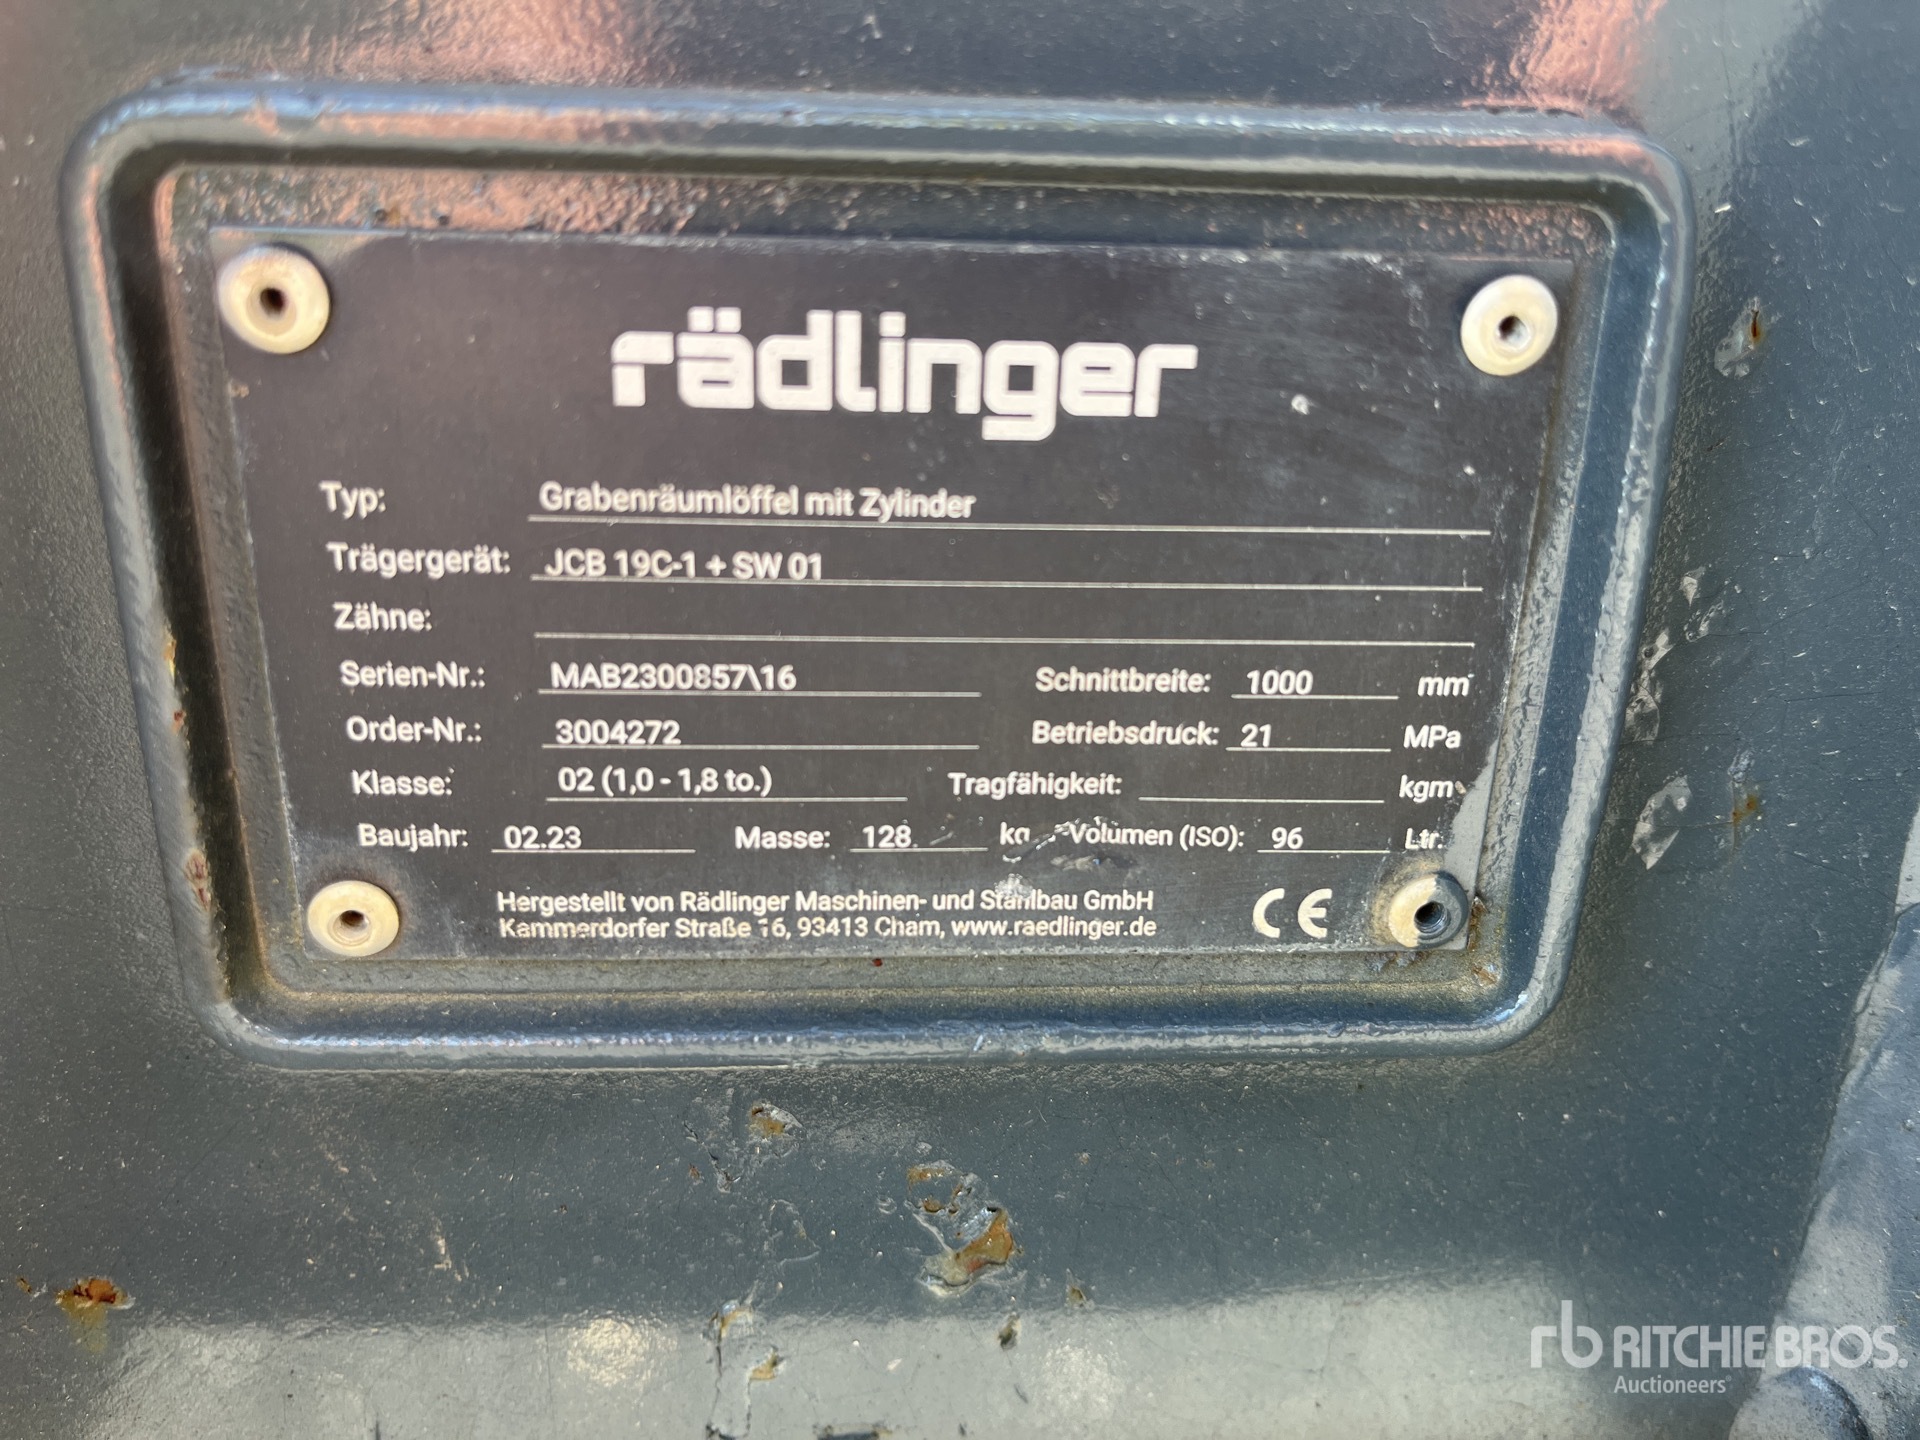 rädlinger
Typ: Grabenräumlöffel mit Zylinder
Trägergerät: JCB 19C-1 + SW 01
Zähne:
Serien-Nr.: MAB2300857\16 Schnittbreite: 1000 mm
Order-Nr.: 3004272 Betriebsdruck: 21 MPa
Klasse: 02 (1,0 - 1,8 to.) Tragfähigkeit: kgm
Baujahr: 02.23 Masse: 128 kg Volumen (ISO): 96 Ltr.
Hergestellt von Rädlinger Maschinen- und Stahlbau GmbH
Kammerdorfer Straße 16, 93413 Cham, www.raedlinger.de
CE
rb RITCHIE BROS.
Auctioneers